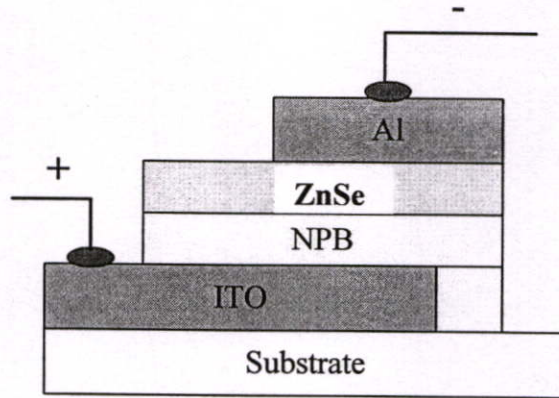 -
Al
+
ZnSe
NPB
ITO
Substrate